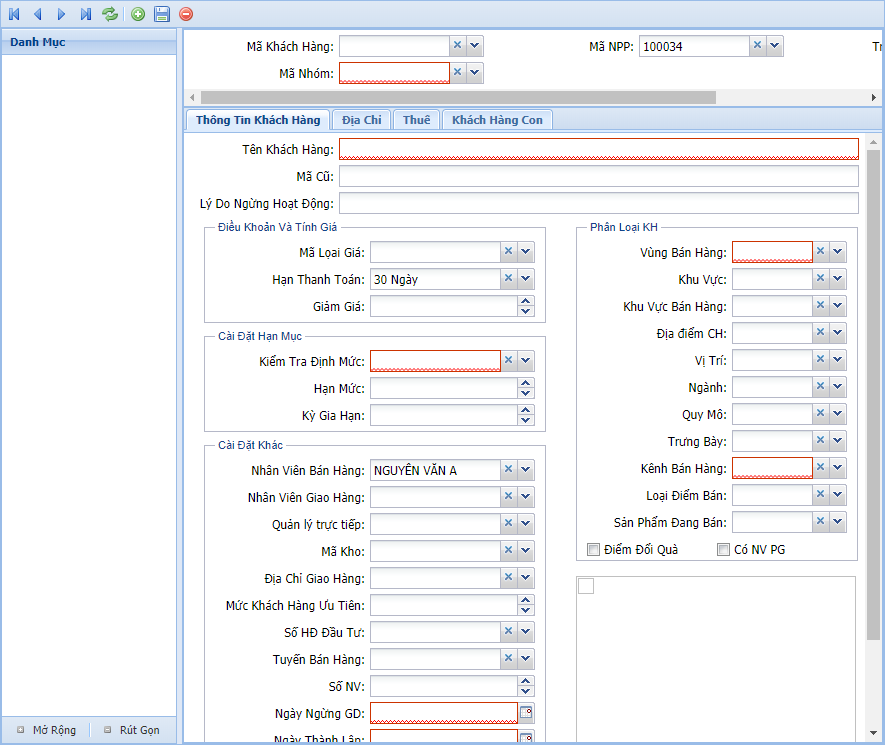 Danh Mục
Mã Khách Hàng:
Mã NPP: 100034
Tr
Mã Nhóm:
Thông Tin Khách Hàng Địa Chỉ Thuế Khách Hàng Con
Tên Khách Hàng:
Mã Cũ:
Lý Do Ngừng Hoạt Động:
Điều Khoản Và Tính Giá
Mã Lọai Giá:
Hạn Thanh Toán: 30 Ngày
Giảm Giá:
Cài Đặt Hạn Mục
Kiểm Tra Định Mức:
Hạn Mức:
Kỳ Gia Hạn:
Cài Đặt Khác
Nhân Viên Bán Hàng: NGUYỄN VĂN A
Nhân Viên Giao Hàng:
Quản lý trực tiếp:
Mã Kho:
Địa Chỉ Giao Hàng:
Mức Khách Hàng Ưu Tiên:
Số HĐ Đầu Tư:
Tuyến Bán Hàng:
Số NV:
Ngày Ngừng GD:
Ngày Thành Lập:
Phân Loại KH
Vùng Bán Hàng:
Khu Vực:
Khu Vực Bán Hàng:
Địa điểm CH:
Vị Trí:
Ngành:
Quy Mô:
Trưng Bày:
Kênh Bán Hàng:
Loại Điểm Bán:
Sản Phẩm Đang Bán:
Điểm Đổi Quà Có NV PG
Mở Rộng Rút Gọn